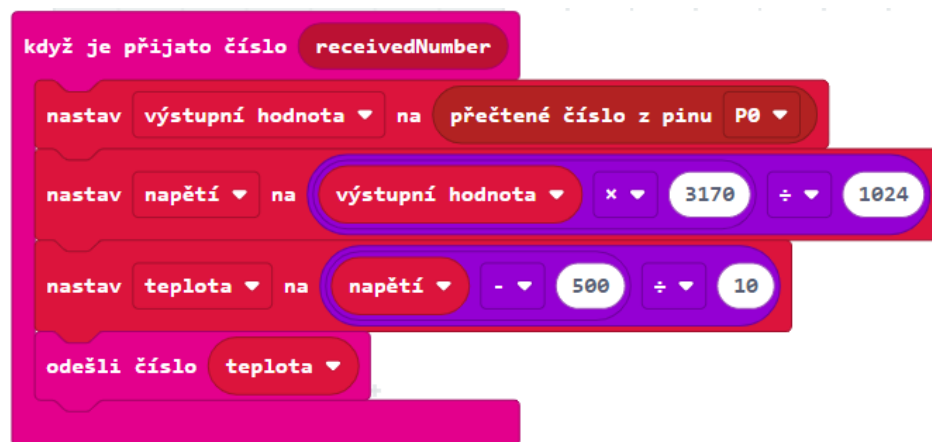 když je přijato číslo receivedNumber
nastav výstupní hodnota na přečtené číslo z pinu P0
nastav napětí na výstupní hodnota × 3170 ÷ 1024
nastav teplota na napětí - 500 ÷ 10
odešli číslo teplota